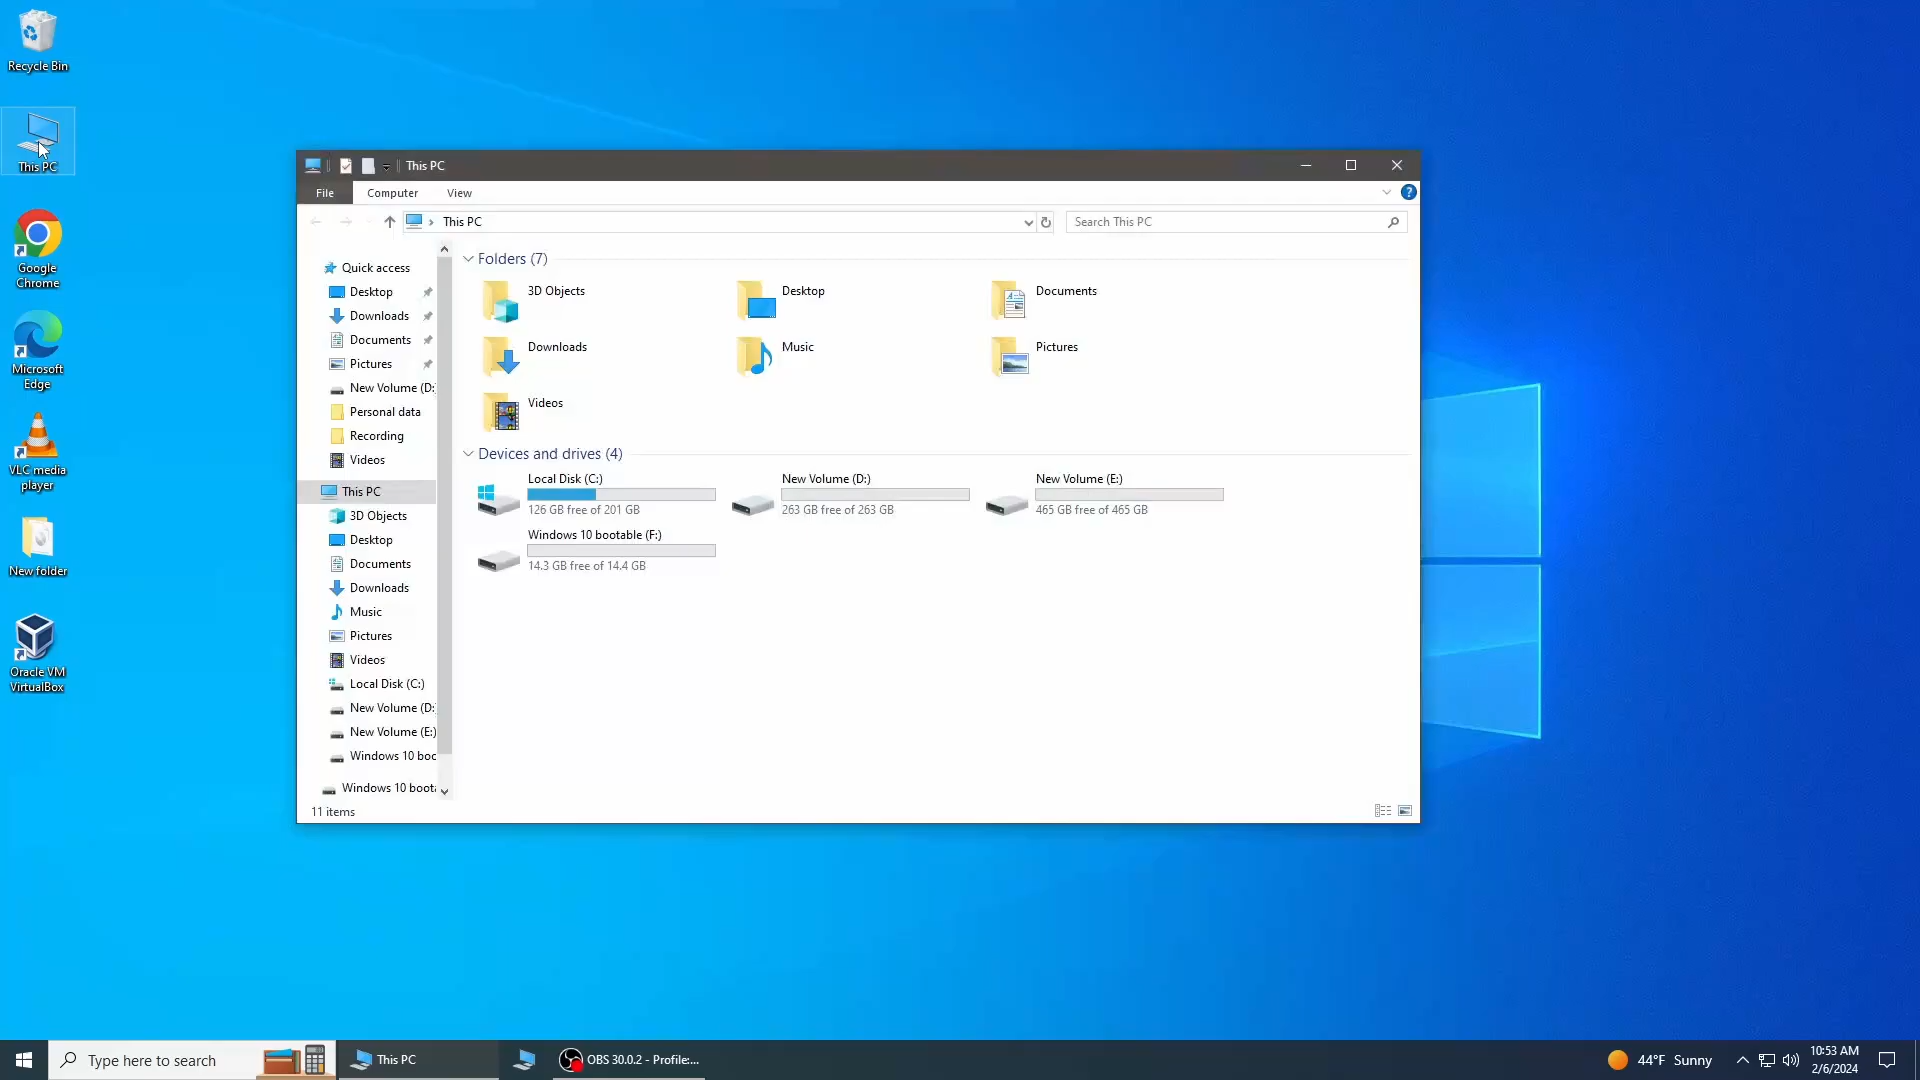 Recycle Bin
This PC
Google
Chrome
Microsoft
Edge
VLC media
player
New folder
Oracle VM
VirtualBox
This PC
File
Computer
View
This PC
Search This PC
Quick access
Desktop
Downloads
Documents
Pictures
New Volume (D:
Personal data
Recording
Videos
This PC
3D Objects
Desktop
Documents
Downloads
Music
Pictures
Videos
Local Disk (C:)
New Volume (D:
New Volume (E:)
Windows 10 boo
Windows 10 boota
Folders (7)
3D Objects
Desktop
Documents
Downloads
Music
Pictures
Videos
Devices and drives (4)
Local Disk (C:)
126 GB free of 201 GB
New Volume (D:)
263 GB free of 263 GB
New Volume (E:)
465 GB free of 465 GB
Windows 10 bootable (F:)
14.3 GB free of 14.4 GB
11 items
Type here to search
This PC
OBS 30.0.2 - Profile:...
44°F Sunny
10:53 AM
2/6/2024